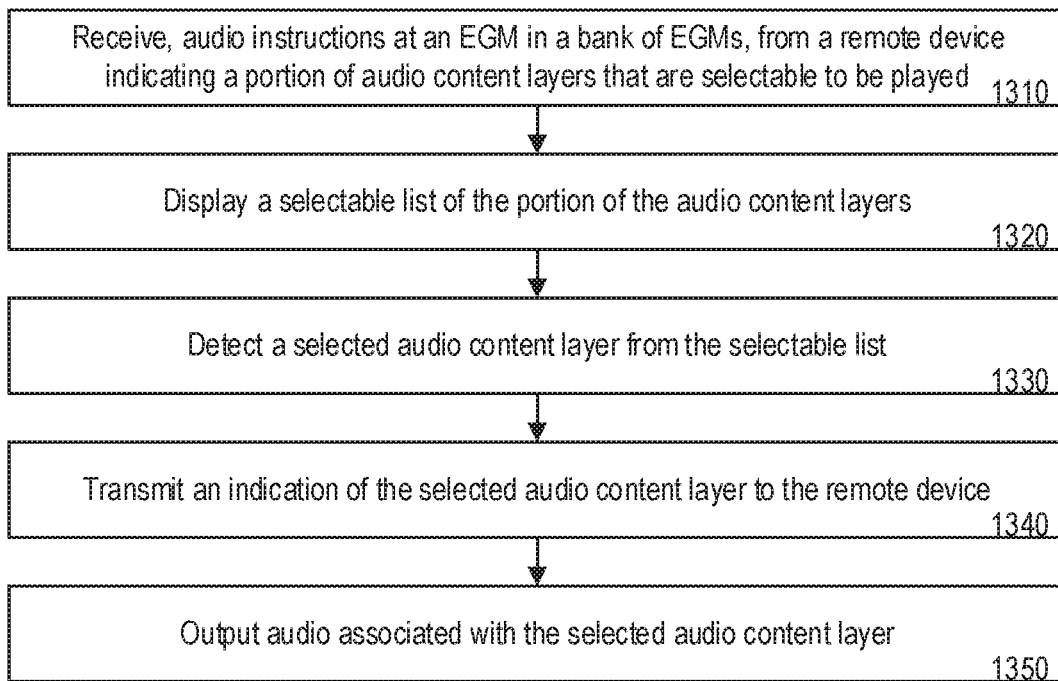 Receive, audio instructions at an EGM in a bank of EGMs, from a remote device
indicating a portion of audio content layers that are selectable to be played
1310
Display a selectable list of the portion of the audio content layers
1320
Detect a selected audio content layer from the selectable list
1330
Transmit an indication of the selected audio content layer to the remote device
1340
Output audio associated with the selected audio content layer
1350